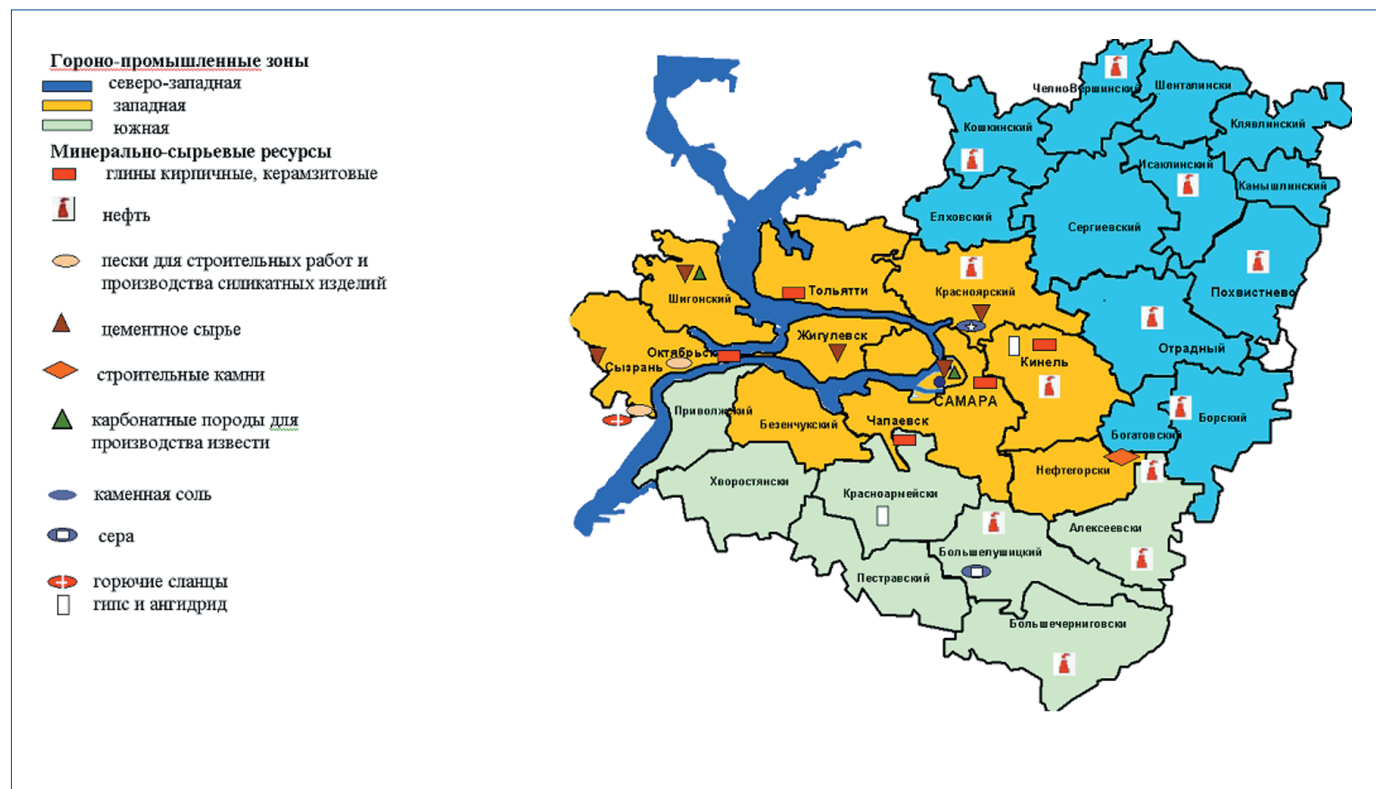 Гороно-промышленные зоны
северо-западная
западная
южная
Минерально-сырьевые ресурсы
глины кирпичные, керамзитовые
нефть
пески для строительных работ и
производства силикатных изделий
цементное сырье
строительные камни
карбонатные породы для
производства извести
каменная соль
сера
горючие сланцы
гипс и ангидрид
ЧелноВершинский
Шенталински
Кошкинский
Клявлинский
Исаклинский
Камышлинский
Елховский
Сергиевский
Похвистнево
Красноярский
Тольятти
Шигонский
Жигулевск
Отрадный
Октябрьск
Сызрань
Кинель
САМАРА
Приволжский
Безенчукский
Чапаевск
Богатовский
Борский
Нефтегорски
Хворостянски
Красноармейски
Алексеевски
Большелушицкий
Пестравский
Большечерниговски